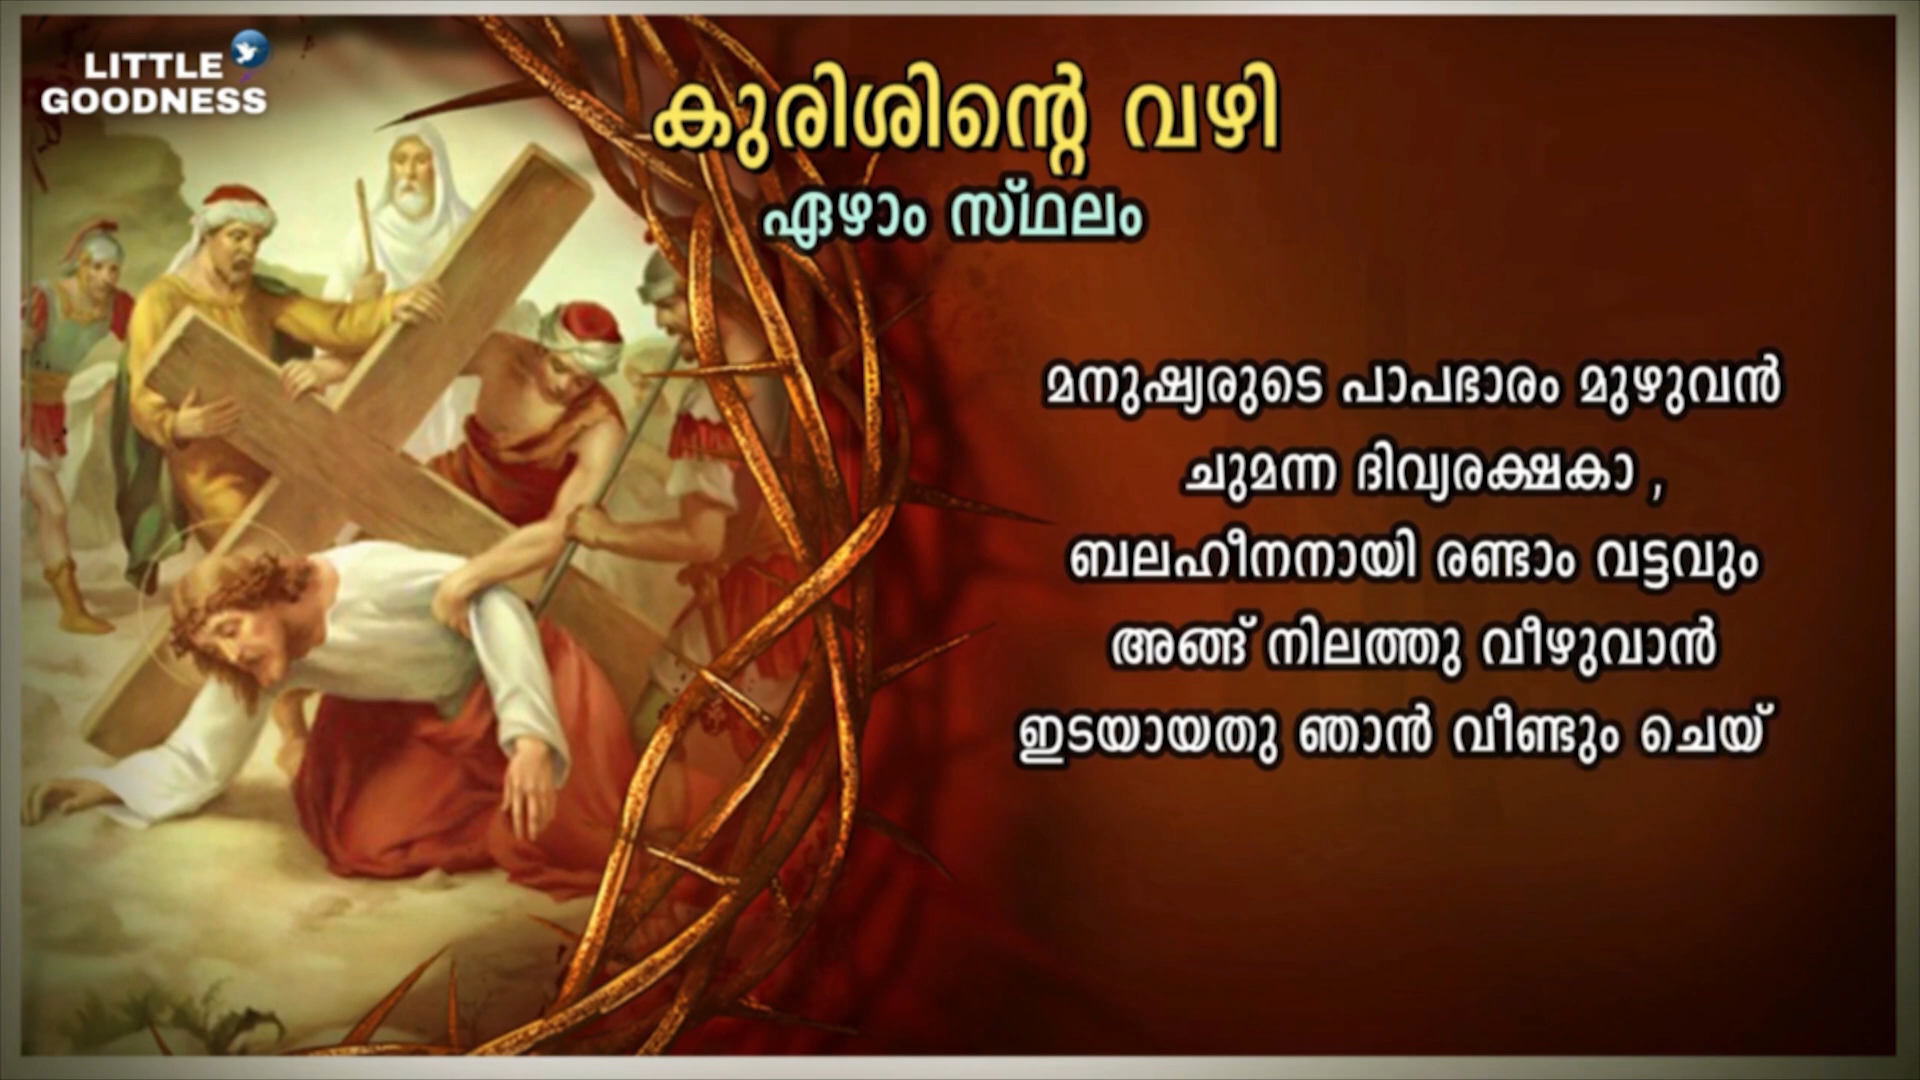 LITTLE
GOODNESS
കുരിശിന്റെ വഴി
ഏഴാം സ്ഥലം
മനുഷ്യരുടെ പാപഭാരം മുഴുവൻ
ചുമന്ന ദിവ്യരക്ഷകാ ,
ബലഹീനനായി രണ്ടാം വട്ടവും
അങ്ങ് നിലത്തു വീഴുവാൻ
ഇടയായതു ഞാൻ വീണ്ടും ചെയ്